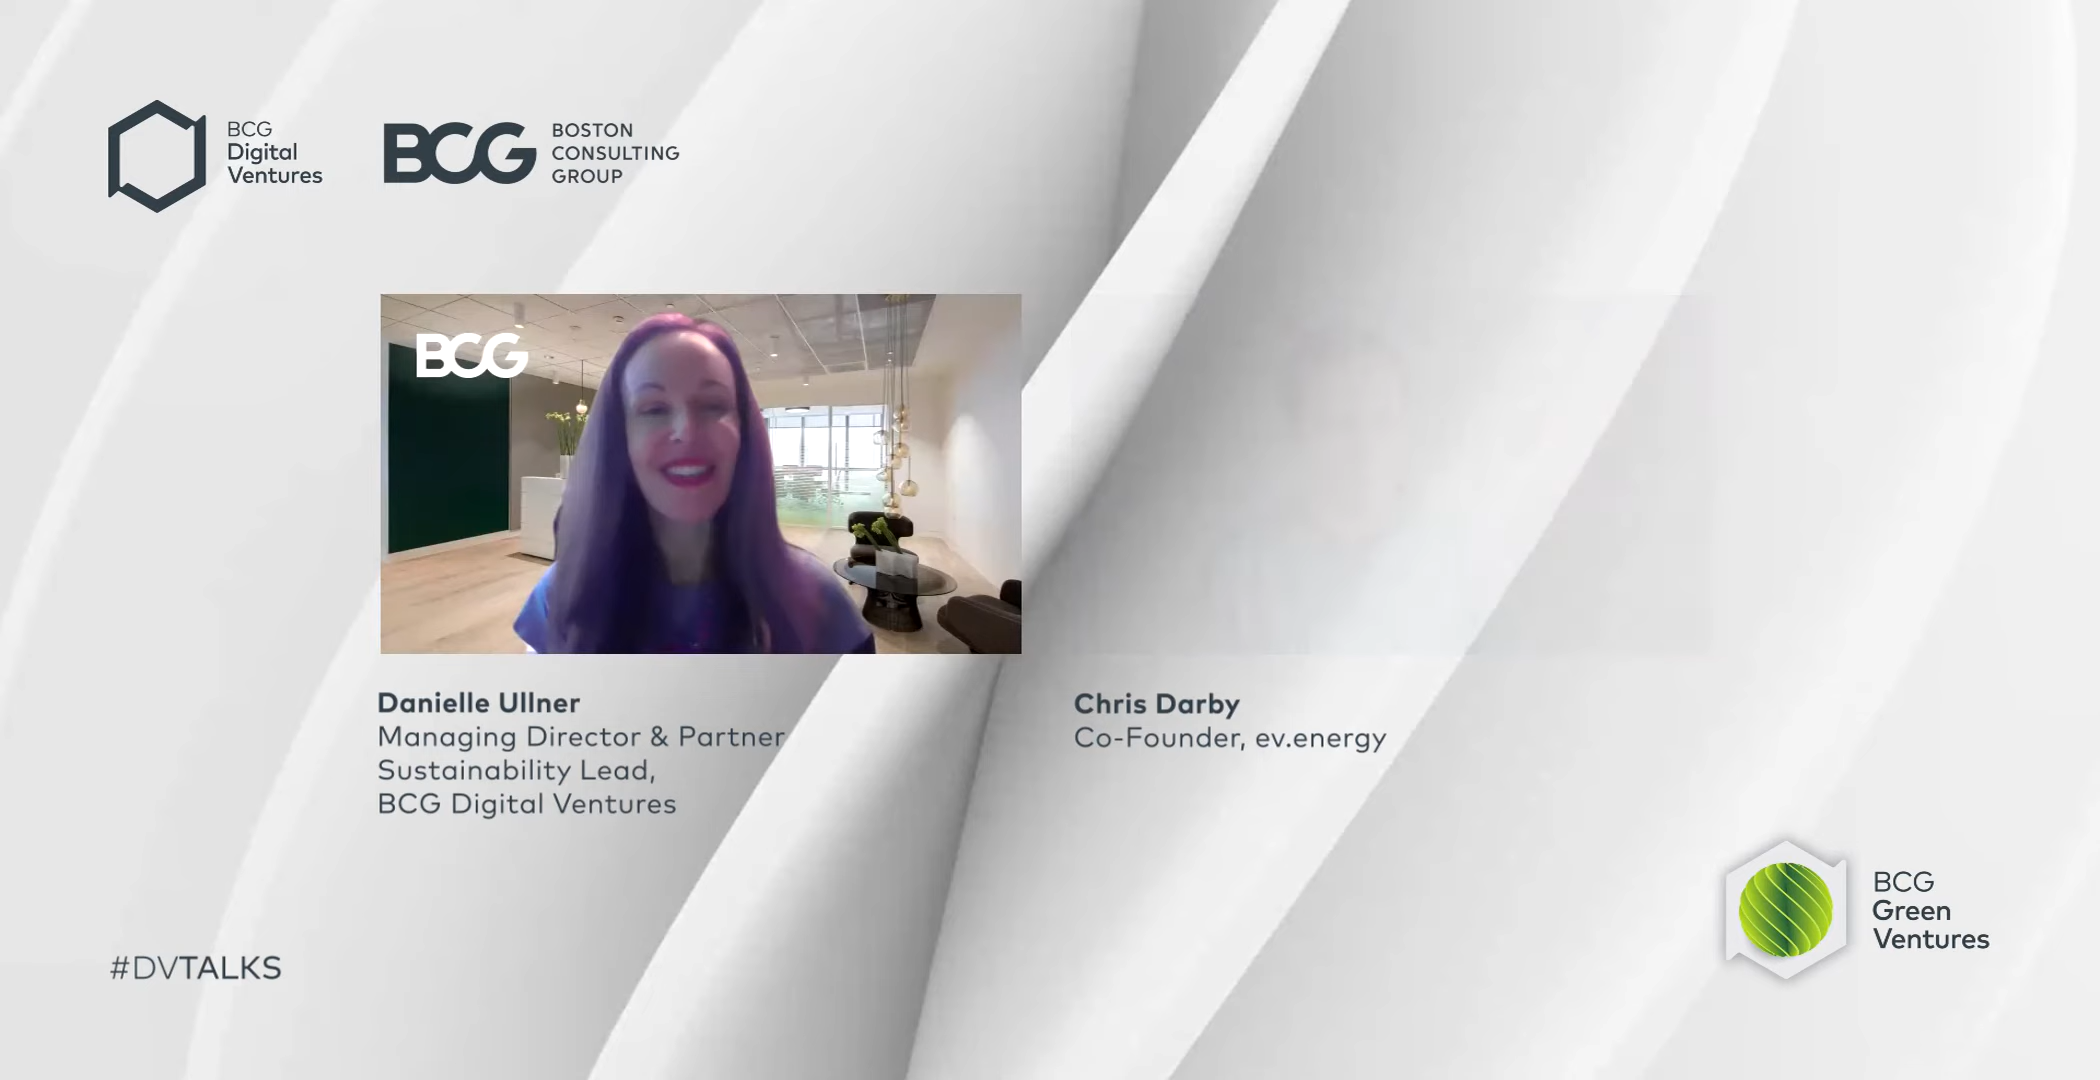 BCG
Digital
Ventures
BCG
BOSTON
CONSULTING
GROUP
BCG
Danielle Ullner
Managing Director & Partner
Sustainability Lead,
BCG Digital Ventures
Chris Darby
Co-Founder, ev.energy
BCG
Green
Ventures
#DVTALKS